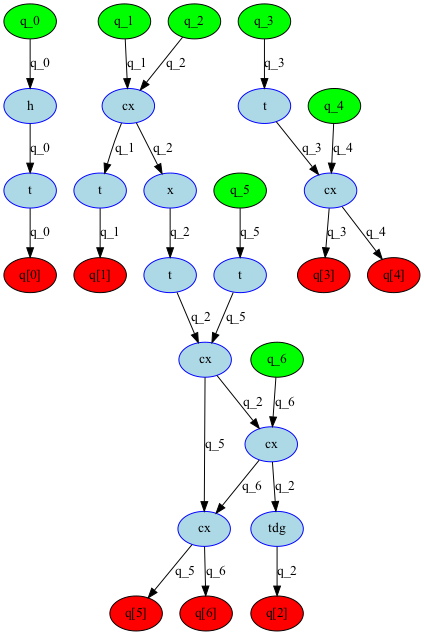 q_0 q_1 q_2 q_3
q_0 q_1 q_2 q_3
h cx t q_4
q_0 q_1 q_2 q_3 q_4
t t x q_5 cx
q_0 q_1 q_2 q_5 q_3 q_4
q[0] q[1] t t q[3] q[4]
q_2 q_5
cx q_6
q_2 q_6
q_5 cx
q_6 q_2
cx tdg
q_5 q_6 q_2
q[5] q[6] q[2]